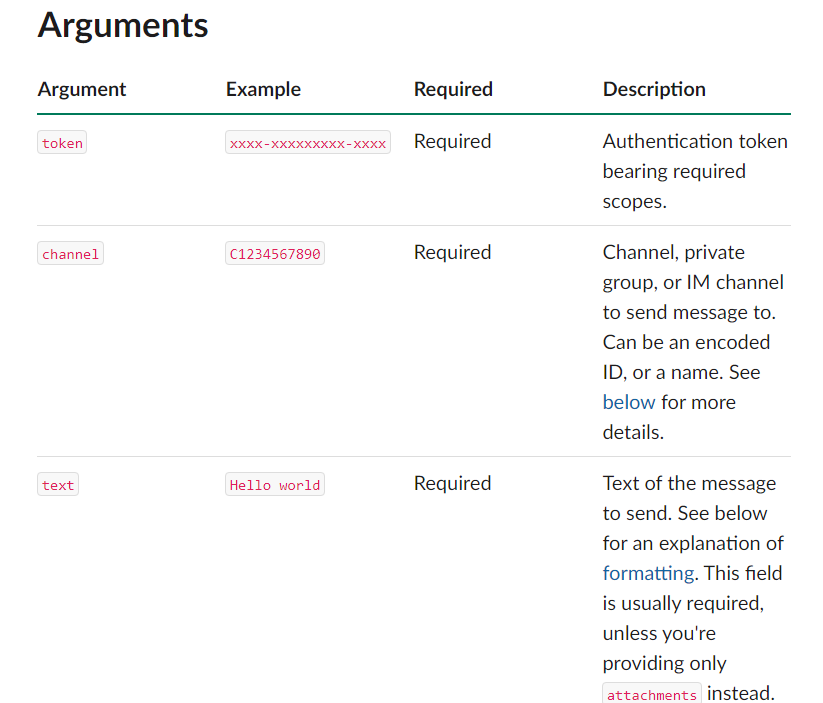 Arguments
Argument Example Required Description
token xxxx-xxxxxxxxx-xxxx Required Authentication token
bearing required
scopes.
channel C1234567890 Required Channel, private
group, or IM channel
to send message to.
Can be an encoded
ID, or a name. See
below for more
details.
text Hello world Required Text of the message
to send. See below
for an explanation of
formatting. This field
is usually required,
unless you're
providing only
attachments instead.